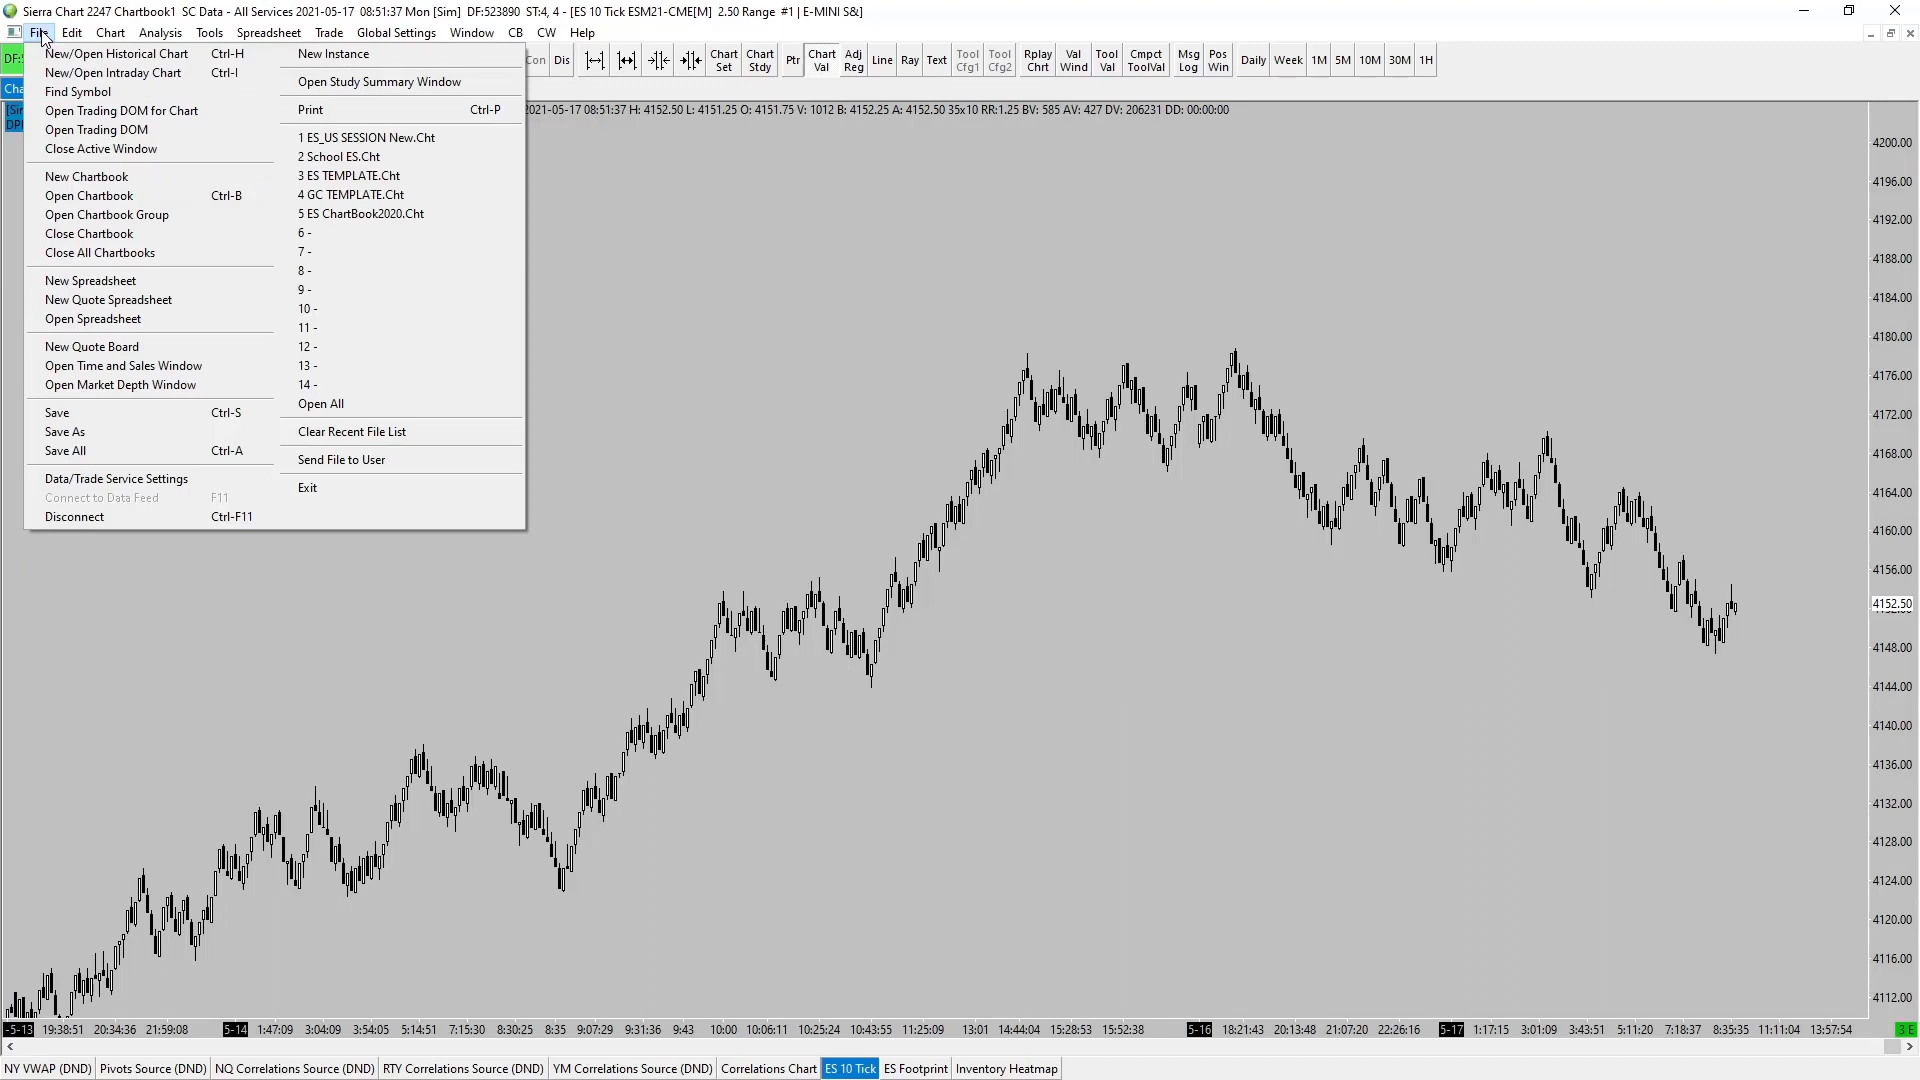 Sierra Chart 2247 Chartbook1  SC Data - All Services 2021-05-17  08:51:37 Mon [Sim]  DF:523890  ST:4, 4 - [ES 10 Tick ESM21-CME[M]  2.50 Range  #1 | E-MINI S&]
File Edit Chart Analysis Tools Spreadsheet Trade Global Settings Window CB CW Help
DF:5 Con Dis Chart Set Chart Stdy Ptr Chart Val Adj Reg Line Ray Text Tool Cfg1 Tool Cfg2 Rplay Chrt Val Wind Tool Val Cmpct ToolVal Msg Log Pos Win Daily Week 1M 5M 10M 30M 1H
Cha
[Sim 2021-05-17 08:51:37 H: 4152.50 L: 4151.25 O: 4151.75 V: 1012 B: 4152.25 A: 4152.50 35x10 RR:1.25 BV: 585 AV: 427 DV: 206231 DD: 00:00:00
New/Open Historical Chart Ctrl-H
New/Open Intraday Chart Ctrl-I
Find Symbol
Open Trading DOM for Chart
Open Trading DOM
Close Active Window
New Chartbook
Open Chartbook Ctrl-B
Open Chartbook Group
Close Chartbook
Close All Chartbooks
New Spreadsheet
New Quote Spreadsheet
Open Spreadsheet
New Quote Board
Open Time and Sales Window
Open Market Depth Window
Save Ctrl-S
Save As
Save All Ctrl-A
Data/Trade Service Settings
Connect to Data Feed F11
Disconnect Ctrl-F11
New Instance
Open Study Summary Window
Print Ctrl-P
1 ES_US SESSION New.Cht
2 School ES.Cht
3 ES TEMPLATE.Cht
4 GC TEMPLATE.Cht
5 ES ChartBook2020.Cht
6 -
7 -
8 -
9 -
10 -
11 -
12 -
13 -
14 -
Open All
Clear Recent File List
Send File to User
Exit
4200.00
4196.00
4192.00
4188.00
4184.00
4180.00
4176.00
4172.00
4168.00
4164.00
4160.00
4156.00
4152.50
4148.00
4144.00
4140.00
4136.00
4132.00
4128.00
4124.00
4120.00
4116.00
4112.00
-5-13 19:38:51 20:34:36 21:59:08 5-14 1:47:09 3:04:09 3:54:05 5:14:51 7:15:30 8:30:25 8:35 9:07:29 9:31:36 9:43 10:00 10:06:11 10:25:24 10:43:55 11:25:09 13:01 14:44:04 15:28:53 15:52:38 5-16 18:21:43 20:13:48 21:07:20 22:26:16 5-17 1:17:15 3:01:09 3:43:51 5:11:20 7:18:37 8:35:35 11:11:04 13:57:54 3 E
NY VWAP (DND) Pivots Source (DND) NQ Correlations Source (DND) RTY Correlations Source (DND) YM Correlations Source (DND) Correlations Chart ES 10 Tick ES Footprint Inventory Heatmap